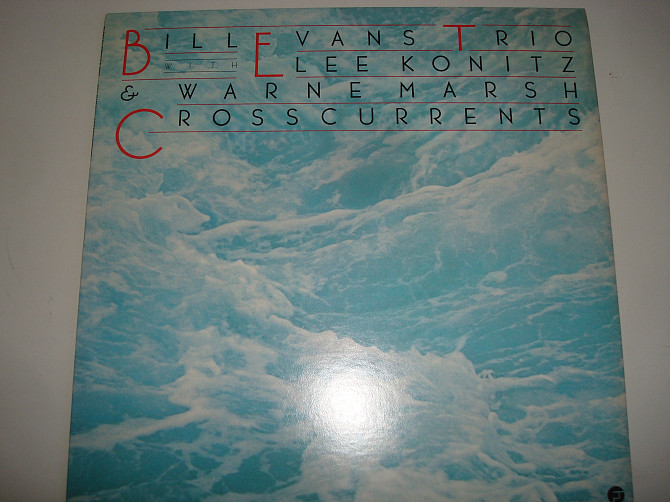 BILL EVANS TRIO
WITH LEE KONITZ
& WARNE MARSH
CROSSCURRENTS